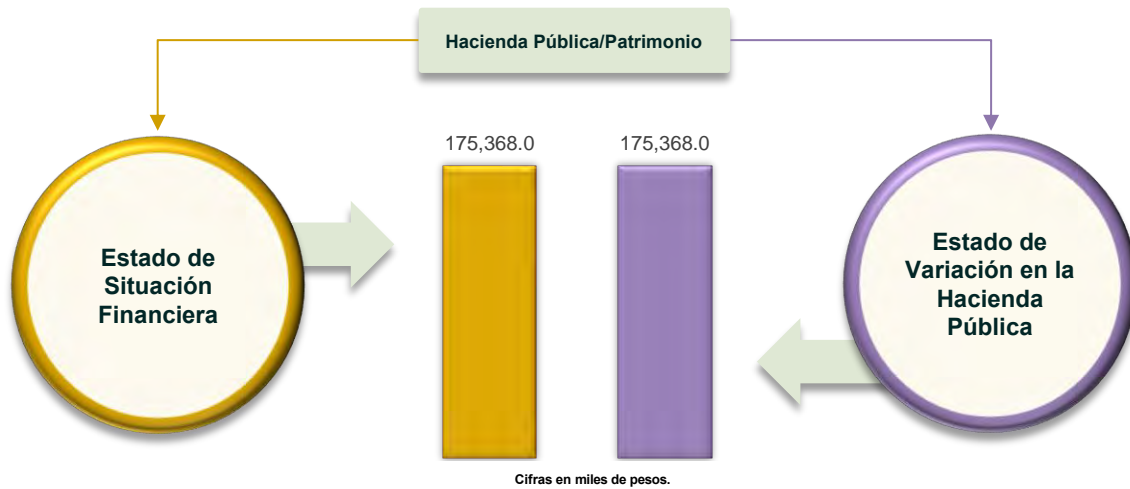 Hacienda Pública/Patrimonio
175,368.0
175,368.0
Estado de
Situación
Financiera
Estado de
Variación en la
Hacienda
Pública
Cifras en miles de pesos.